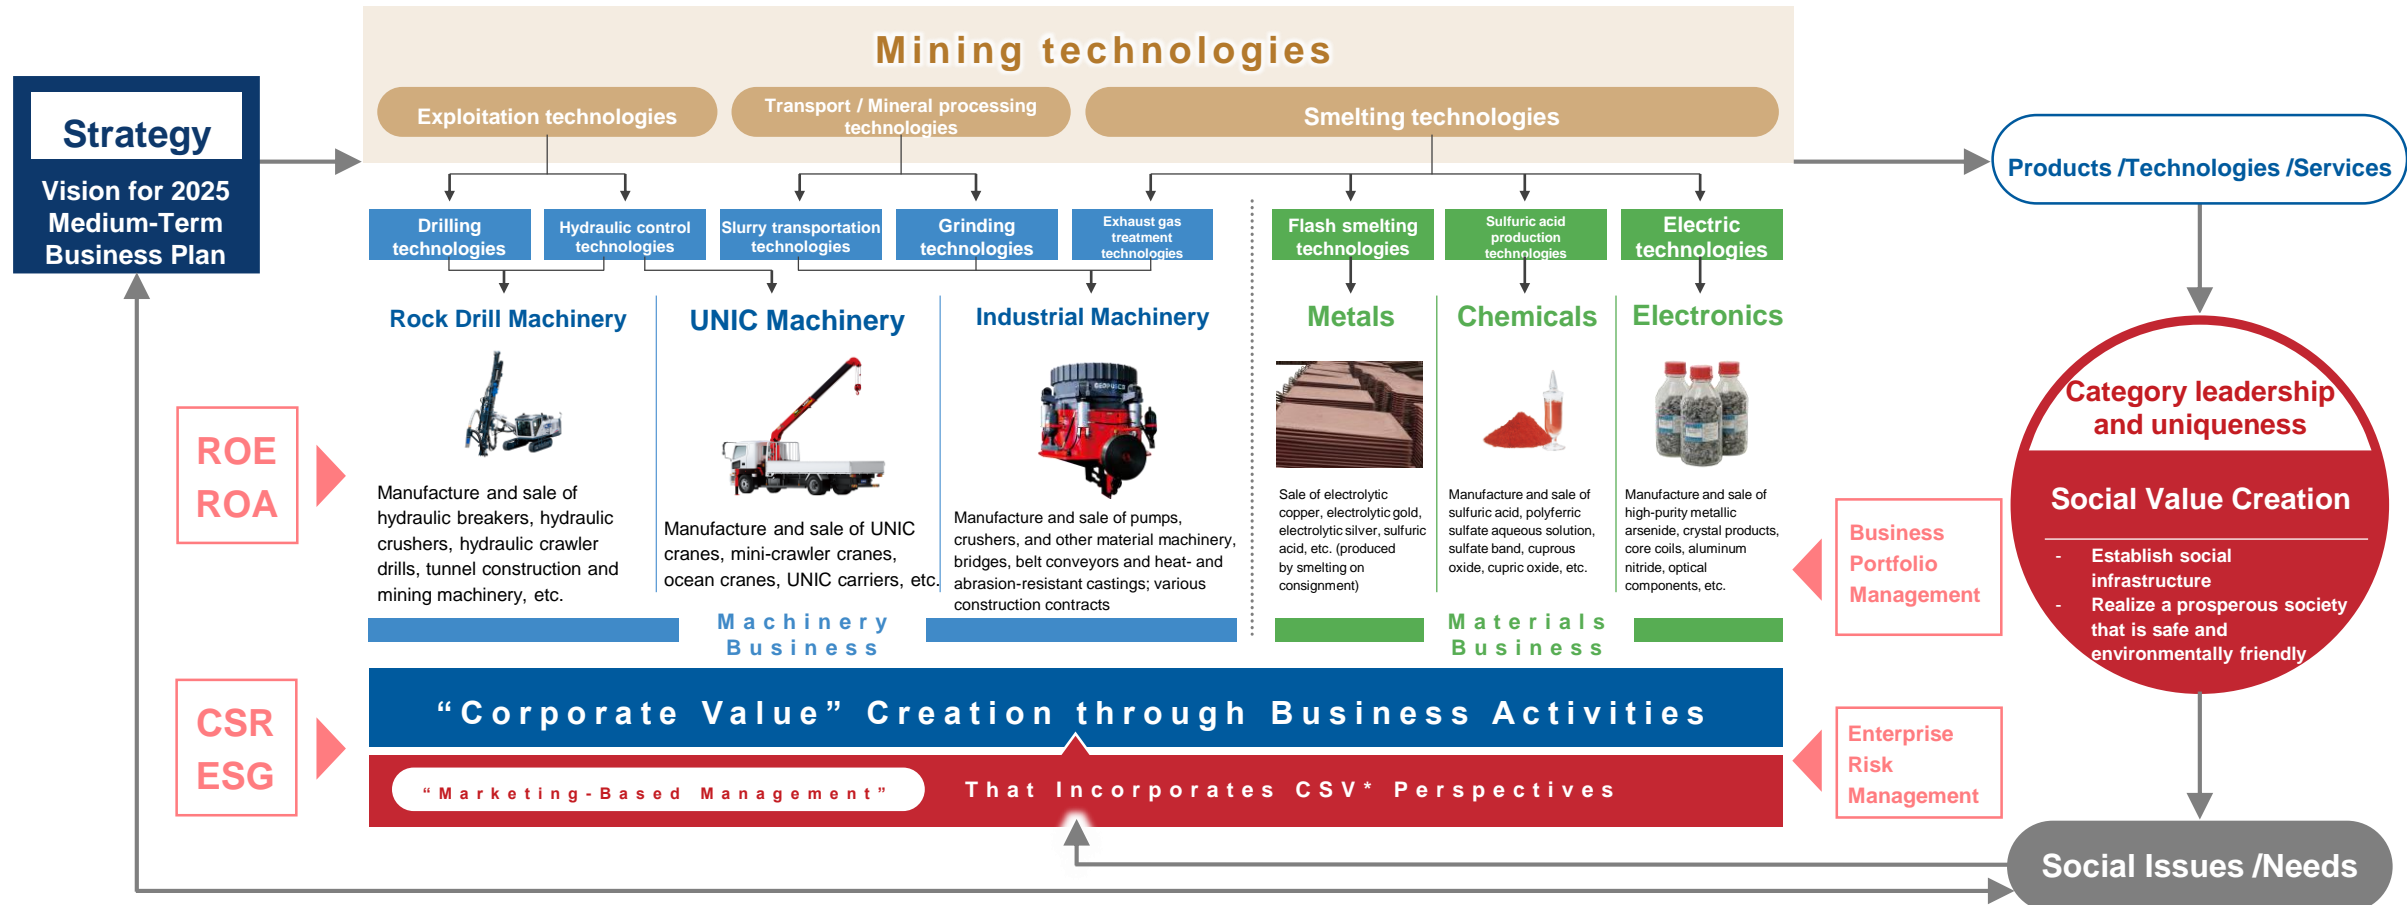 Mining technologies
Exploitation technologies
Transport / Mineral processing
technologies
Smelting technologies
Strategy
Vision for 2025
Medium-Term
Business Plan
Products /Technologies /Services
Drilling
technologies
Hydraulic control
technologies
Slurry transportation
technologies
Grinding
technologies
Exhaust gas
treatment
technologies
Flash smelting
technologies
Sulfuric acid
production
technologies
Electric
technologies
Rock Drill Machinery
UNIC Machinery
Industrial Machinery
Metals
Chemicals
Electronics
Manufacture and sale of
hydraulic breakers, hydraulic
crushers, hydraulic crawler
drills, tunnel construction and
mining machinery, etc.
Manufacture and sale of UNIC
cranes, mini-crawler cranes,
ocean cranes, UNIC carriers, etc.
Manufacture and sale of pumps,
crushers, and other material machinery,
bridges, belt conveyors and heat- and
abrasion-resistant castings; various
construction contracts
Sale of electrolytic
copper, electrolytic gold,
electrolytic silver, sulfuric
acid, etc. (produced
by smelting on
consignment)
Manufacture and sale of
sulfuric acid, polyferric
sulfate aqueous solution,
sulfate band, cuprous
oxide, cupric oxide, etc.
Manufacture and sale of
high-purity metallic
arsenide, crystal products,
core coils, aluminum
nitride, optical
components, etc.
Machinery
Business
Materials
Business
ROE
ROA
CSR
ESG
Business
Portfolio
Management
Enterprise
Risk
Management
Category leadership
and uniqueness
Social Value Creation
- Establish social
infrastructure
- Realize a prosperous society
that is safe and
environmentally friendly
“Corporate Value” Creation through Business Activities
“Marketing-Based Management”
That Incorporates CSV* Perspectives
Social Issues /Needs